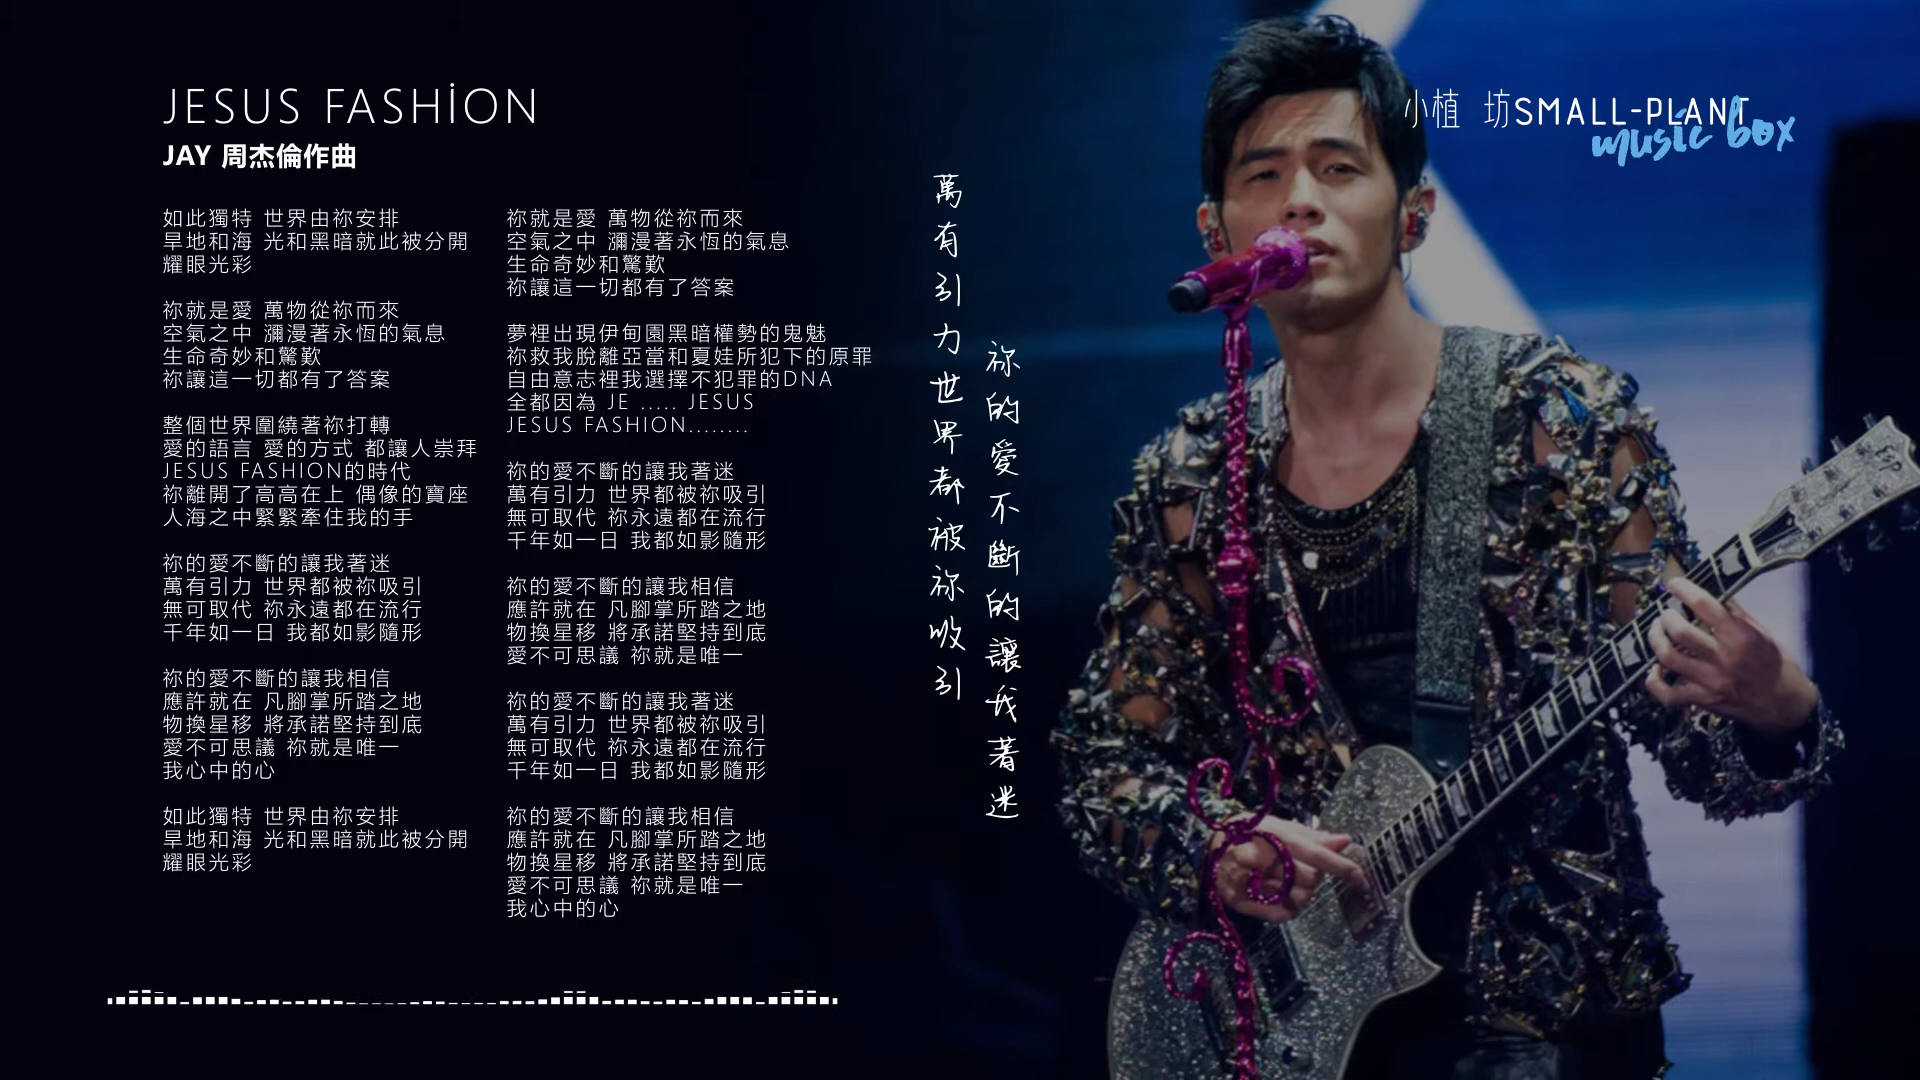 JESUS FASHİON
JAY 周杰倫作曲
如此獨特 世界由祢安排
旱地和海 光和黑暗就此被分開
耀眼光彩
祢就是愛 萬物從祢而來
空氣之中 瀰漫著永恆的氣息
生命奇妙和驚歎
祢讓這一切都有了答案
整個世界圍繞著祢打轉
愛的語言 愛的方式 都讓人崇拜
JESUS FASHION的時代
祢離開了高高在上 偶像的寶座
人海之中緊緊牽住我的手
祢的愛不斷的讓我著迷
萬有引力 世界都被祢吸引
無可取代 祢永遠都在流行
千年如一日 我都如影隨形
祢的愛不斷的讓我相信
應許就在 凡腳掌所踏之地
物換星移 將承諾堅持到底
愛不可思議 祢就是唯一
我心中的心
如此獨特 世界由祢安排
旱地和海 光和黑暗就此被分開
耀眼光彩
祢就是愛 萬物從祢而來
空氣之中 瀰漫著永恆的氣息
生命奇妙和驚歎
祢讓這一切都有了答案
夢裡出現伊甸園黑暗權勢的鬼魅
祢救我脫離亞當和夏娃所犯下的原罪
自由意志裡我選擇不犯罪的DNA
全都因為 JE ..... JESUS
JESUS FASHION........
祢的愛不斷的讓我著迷
萬有引力 世界都被祢吸引
無可取代 祢永遠都在流行
千年如一日 我都如影隨形
祢的愛不斷的讓我相信
應許就在 凡腳掌所踏之地
物換星移 將承諾堅持到底
愛不可思議 祢就是唯一
祢的愛不斷的讓我著迷
萬有引力 世界都被祢吸引
無可取代 祢永遠都在流行
千年如一日 我都如影隨形
祢的愛不斷的讓我相信
應許就在 凡腳掌所踏之地
物換星移 將承諾堅持到底
愛不可思議 祢就是唯一
我心中的心
祢的愛不斷的讓我著迷
萬有引力世界都被祢吸引
小植 坊SMALL-PLANT
music box